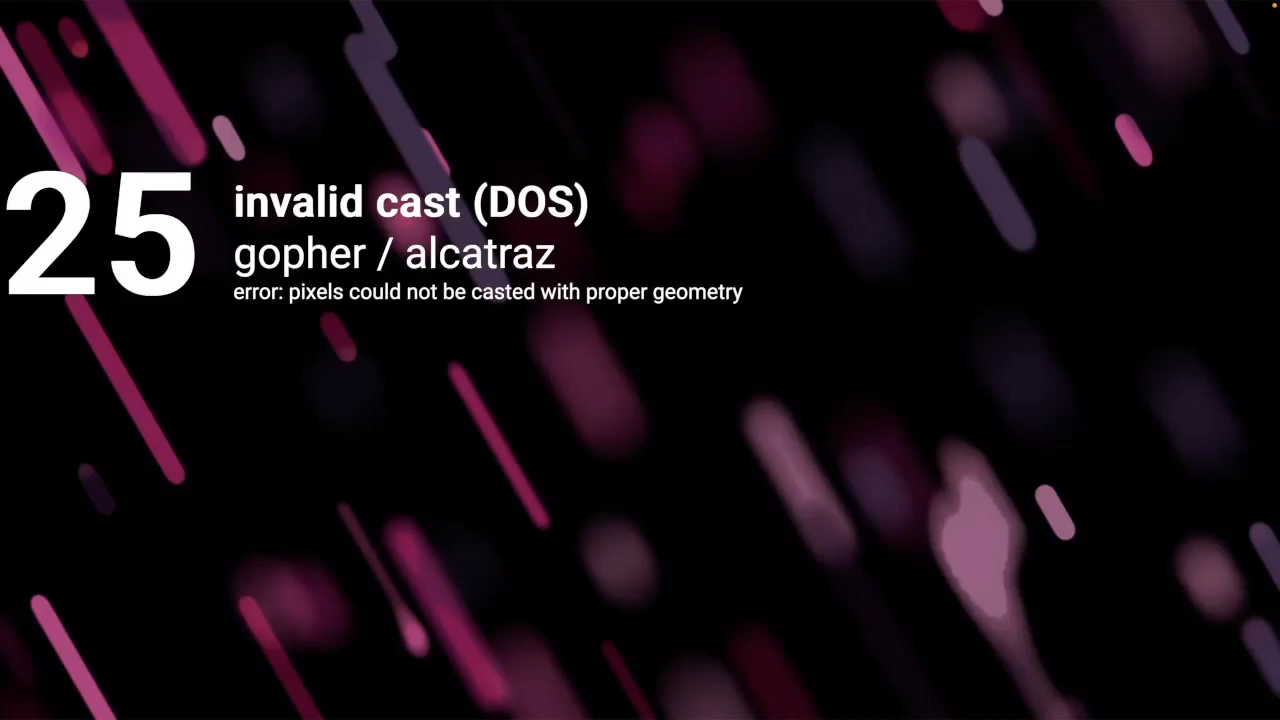 25
invalid cast (DOS)
gopher / alcatraz
error: pixels could not be casted with proper geometry